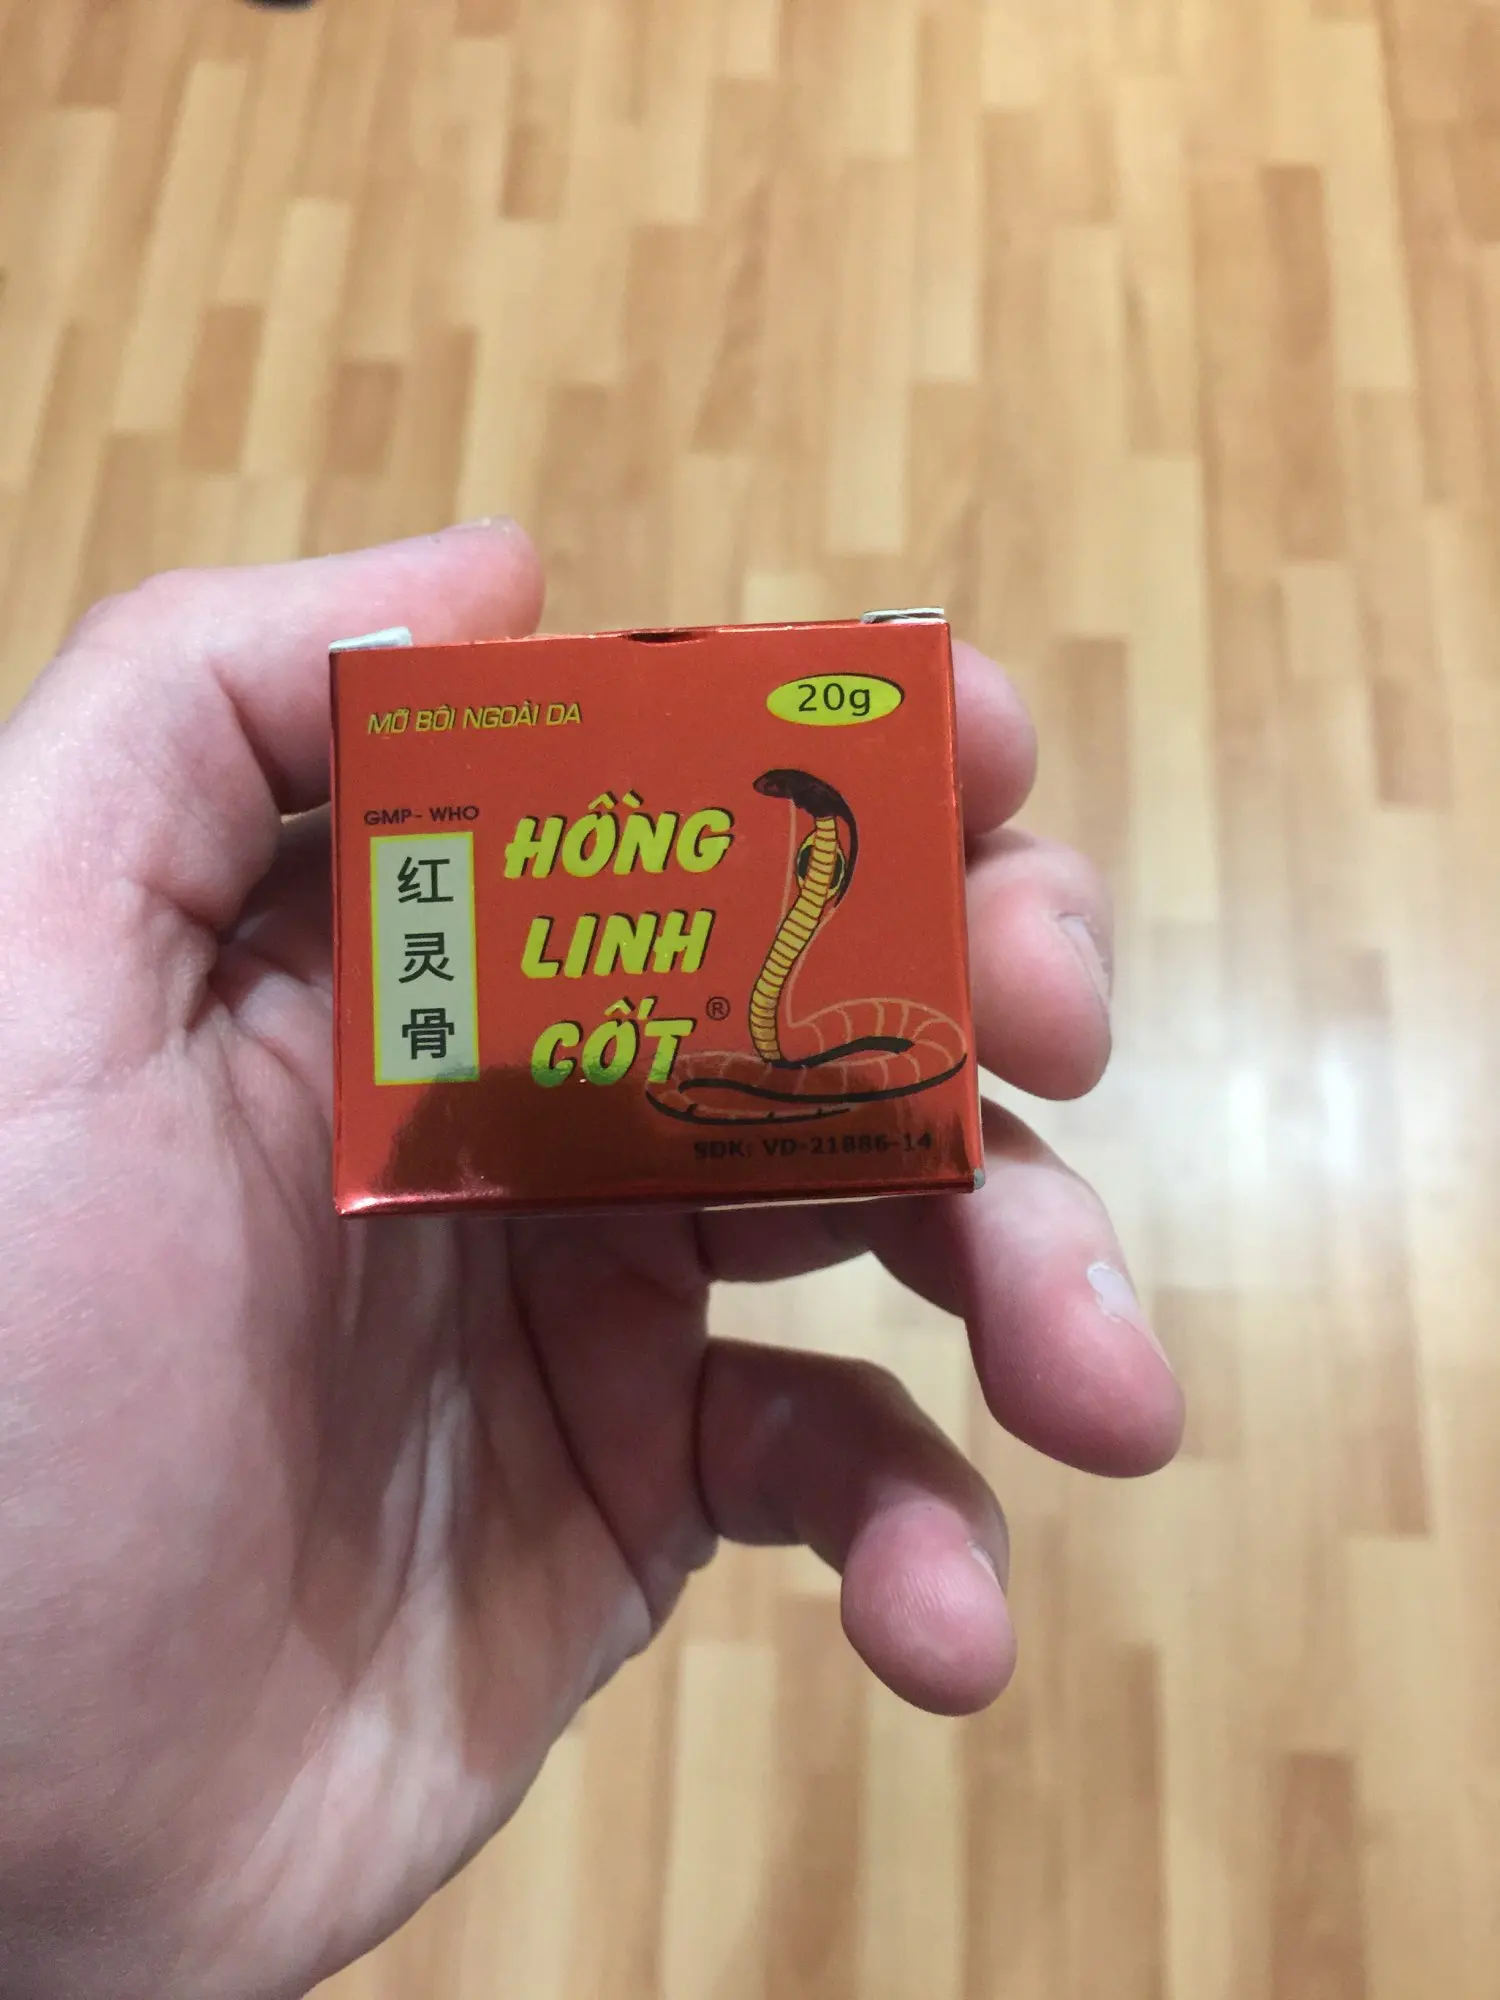 MỠ BÔI NGOÀI DA
20g
GMP- WHO
红
灵
骨
HỒNG
LINH
CỐT ®
SĐK: VD-21886-14